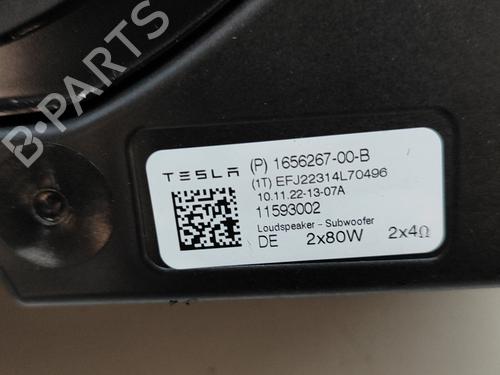 B-PARTS
TESLA
(P) 1656267-00-B
(1T) EFJ22314L70496
10.11.22-13-07A
11593002
Loudspeaker - Subwoofer
DE 2x80W 2x4Ω